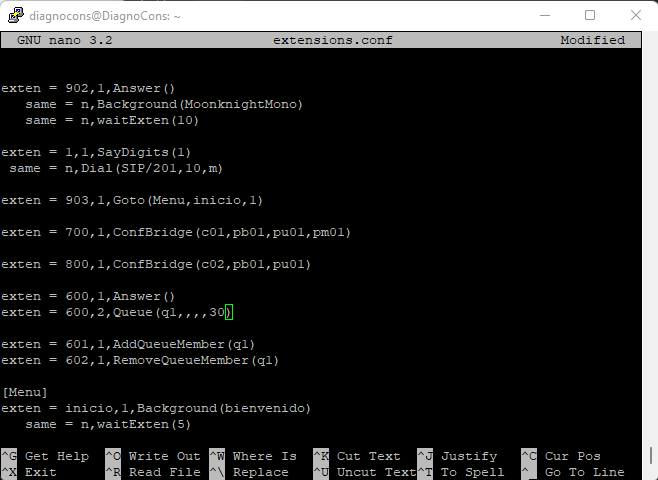 diagnocons@DiagnoCons: ~
GNU nano 3.2 extensions.conf Modified
exten = 902,1,Answer()
same = n,Background(MoonknightMono)
same = n,waitExten(10)
exten = 1,1,SayDigits(1)
same = n,Dial(SIP/201,10,m)
exten = 903,1,Goto(Menu,inicio,1)
exten = 700,1,ConfBridge(c01,pb01,pu01,pm01)
exten = 800,1,ConfBridge(c02,pb01,pu01)
exten = 600,1,Answer()
exten = 600,2,Queue(q1,,,,30)
exten = 601,1,AddQueueMember(q1)
exten = 602,1,RemoveQueueMember(q1)
[Menu]
exten = inicio,1,Background(bienvenido)
same = n,waitExten(5)
^G Get Help ^O Write Out ^W Where Is ^K Cut Text ^J Justify ^C Cur Pos
^X Exit ^R Read File ^\ Replace ^U Uncut Text ^T To Spell ^_ Go To Line